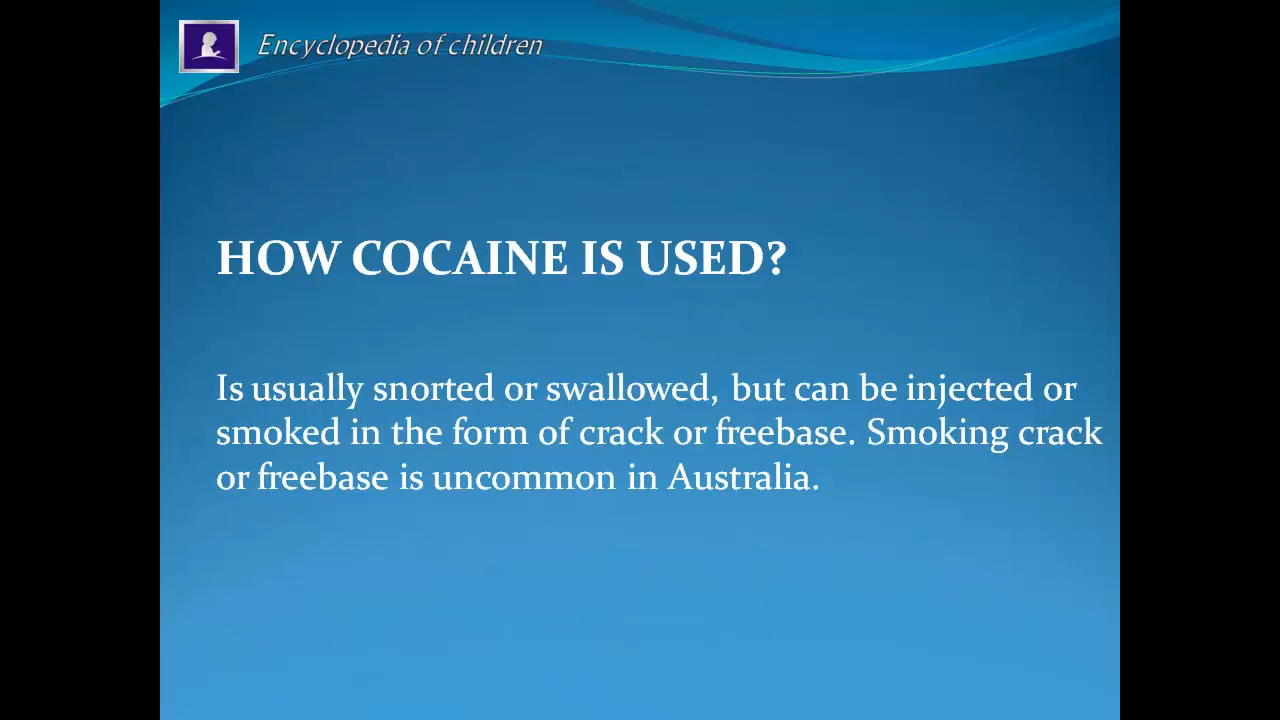 Encyclopedia of children
HOW COCAINE IS USED?
Is usually snorted or swallowed, but can be injected or
smoked in the form of crack or freebase. Smoking crack
or freebase is uncommon in Australia.